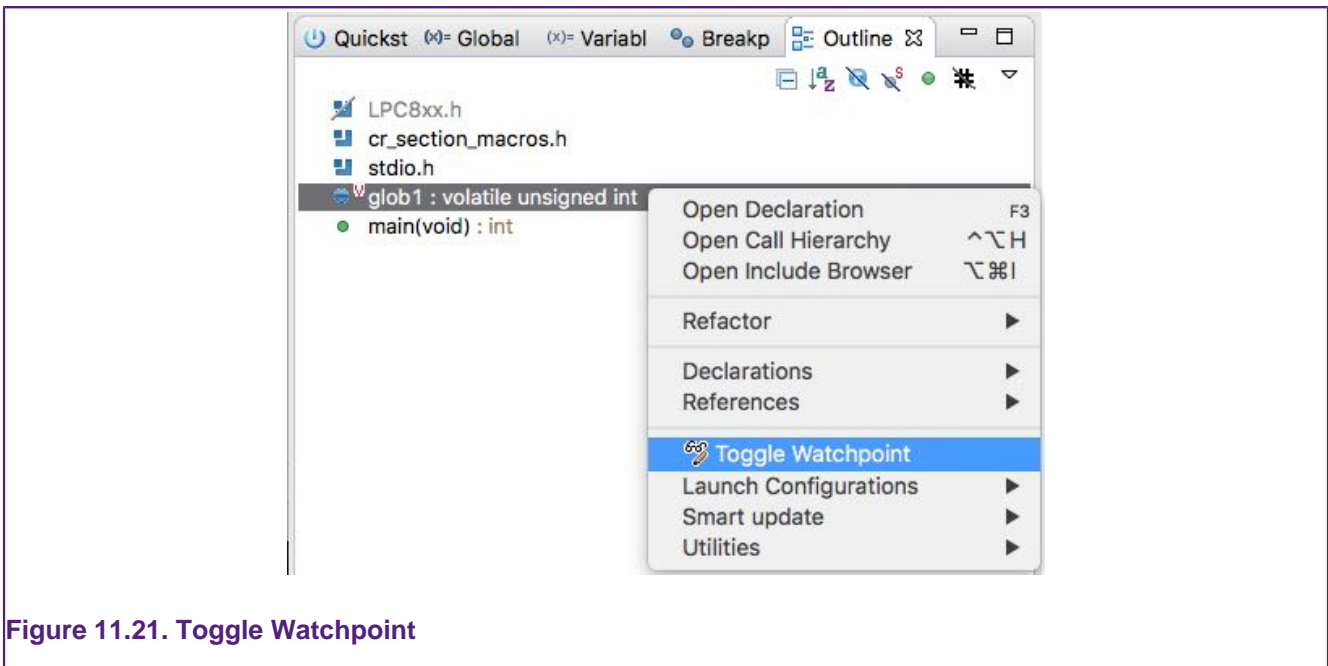 Quickst (x)= Global (x)= Variabl Breakp Outline
LPC8xx.h
cr_section_macros.h
stdio.h
glob1 : volatile unsigned int
main(void) : int
Open Declaration F3
Open Call Hierarchy ^⌥H
Open Include Browser ⌥⌘I
Refactor
Declarations
References
Toggle Watchpoint
Launch Configurations
Smart update
Utilities
Figure 11.21. Toggle Watchpoint